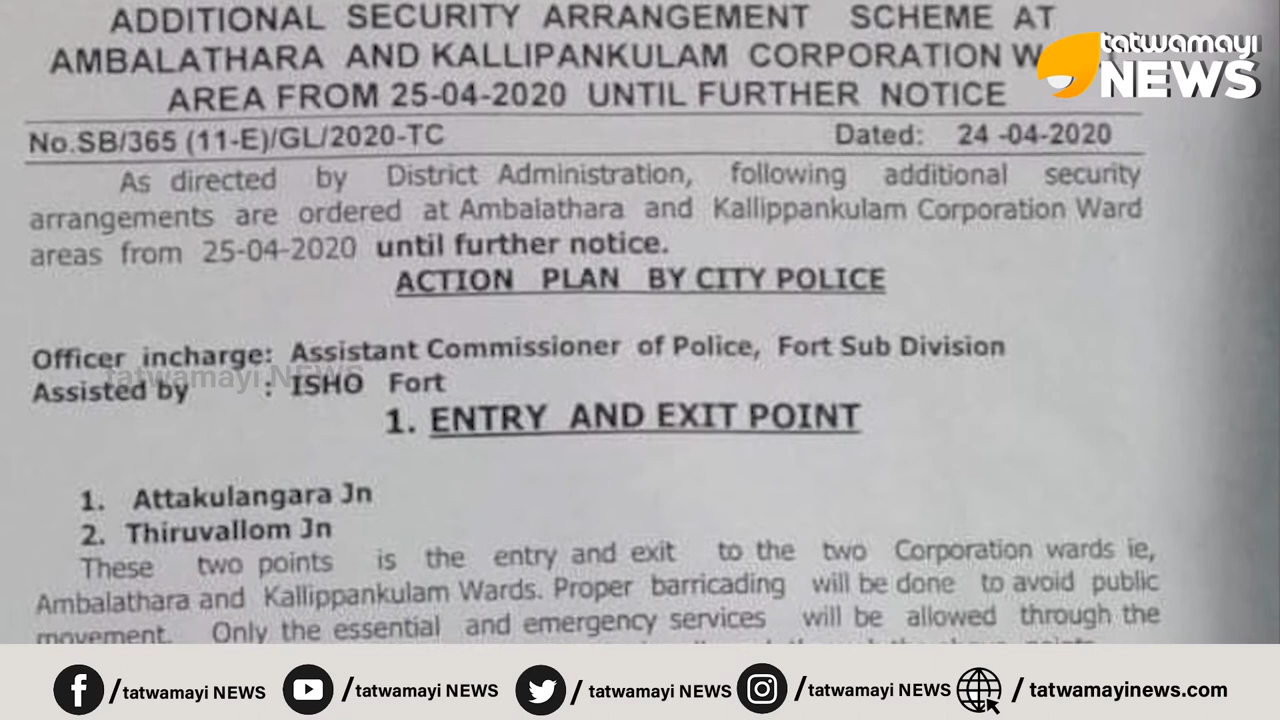 ADDITIONAL SECURITY ARRANGEMENT SCHEME AT
AMBALATHARA AND KALLIPANKULAM CORPORATION
AREA FROM 25-04-2020 UNTIL FURTHER NOTICE
tatwamayi
NEWS
No.SB/365 (11-E)/GL/2020-TC Dated: 24 -04-2020
As directed by District Administration, following additional security
arrangements are ordered at Ambalathara and Kallippankulam Corporation Ward
areas from 25-04-2020 until further notice.
ACTION PLAN BY CITY POLICE
Officer incharge: Assistant Commissioner of Police, Fort Sub Division
tatwamayi NEWS
Assisted by : ISHO Fort
1. ENTRY AND EXIT POINT
1. Attakulangara Jn
2. Thiruvallom Jn
These two points is the entry and exit to the two Corporation wards ie,
Ambalathara and Kallippankulam Wards. Proper barricading will be done to avoid public
movement. Only the essential and emergency services will be allowed through the
/tatwamayi NEWS /tatwamayi NEWS / tatwamayi NEWS /tatwamayi NEWS / tatwamayinews.com